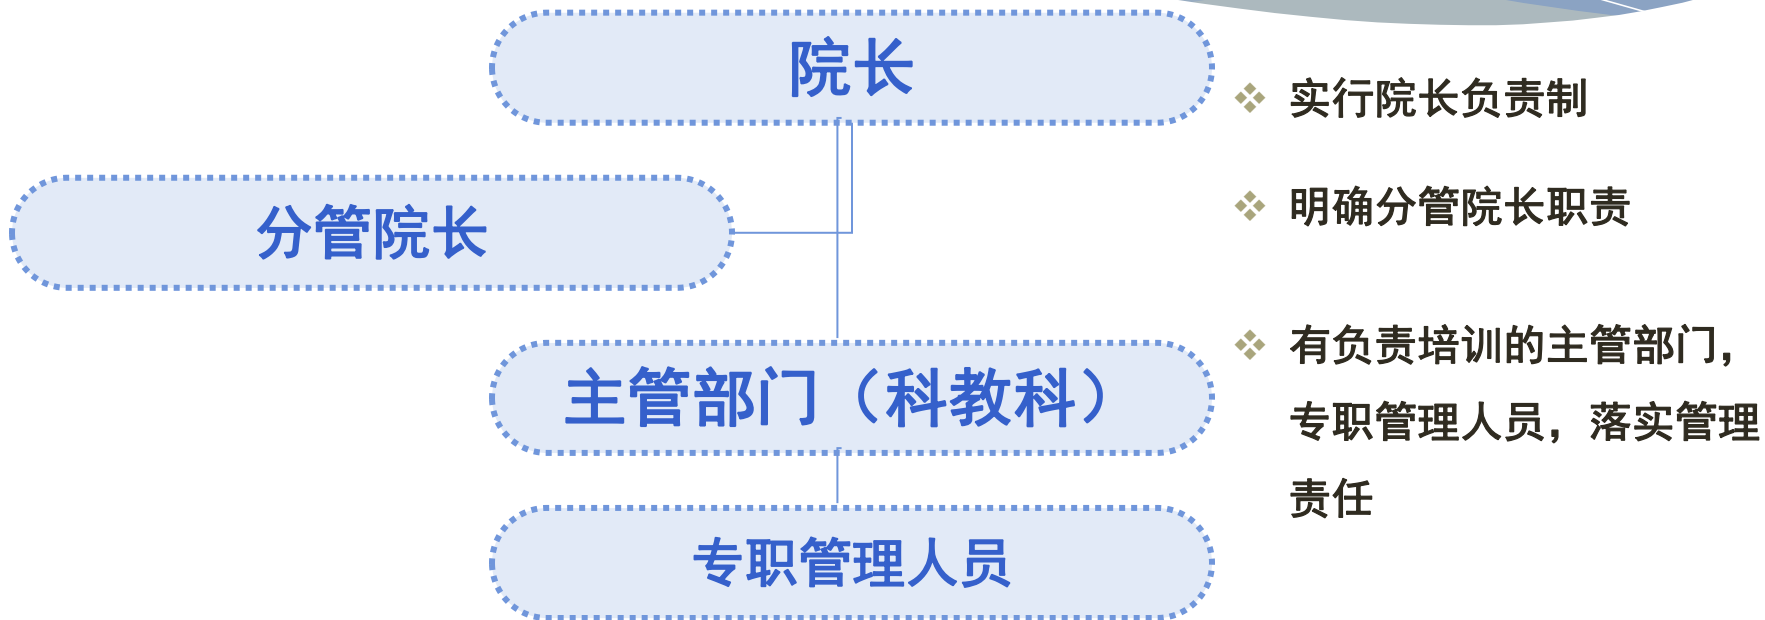 院长
分管院长
主管部门（科教科）
专职管理人员
实行院长负责制
明确分管院长职责
有负责培训的主管部门，
专职管理人员，落实管理
责任